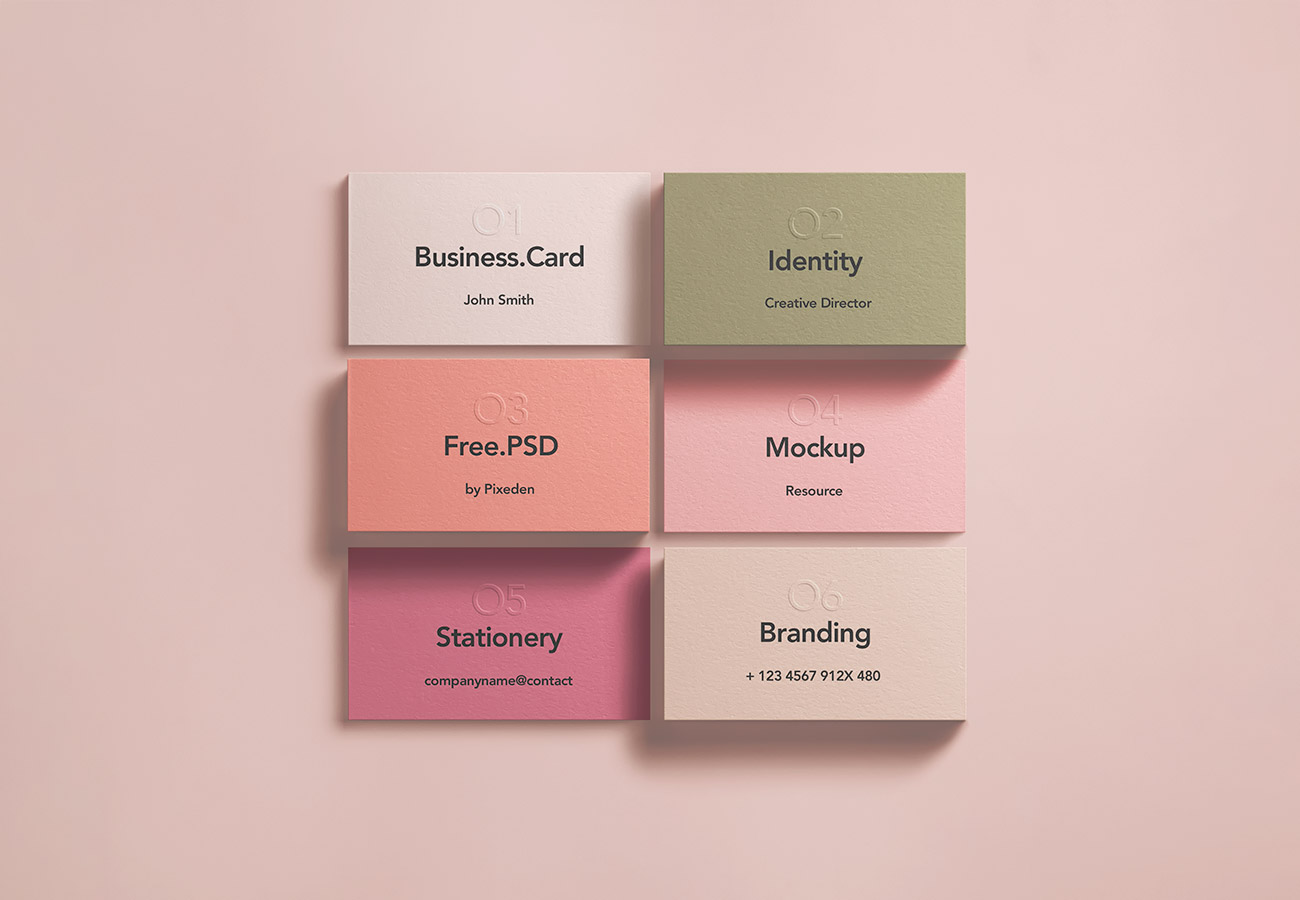 01
Business.Card
John Smith
02
Identity
Creative Director
03
Free.PSD
by Pixeden
04
Mockup
Resource
05
Stationery
companyname@contact
06
Branding
+ 123 4567 912X 480